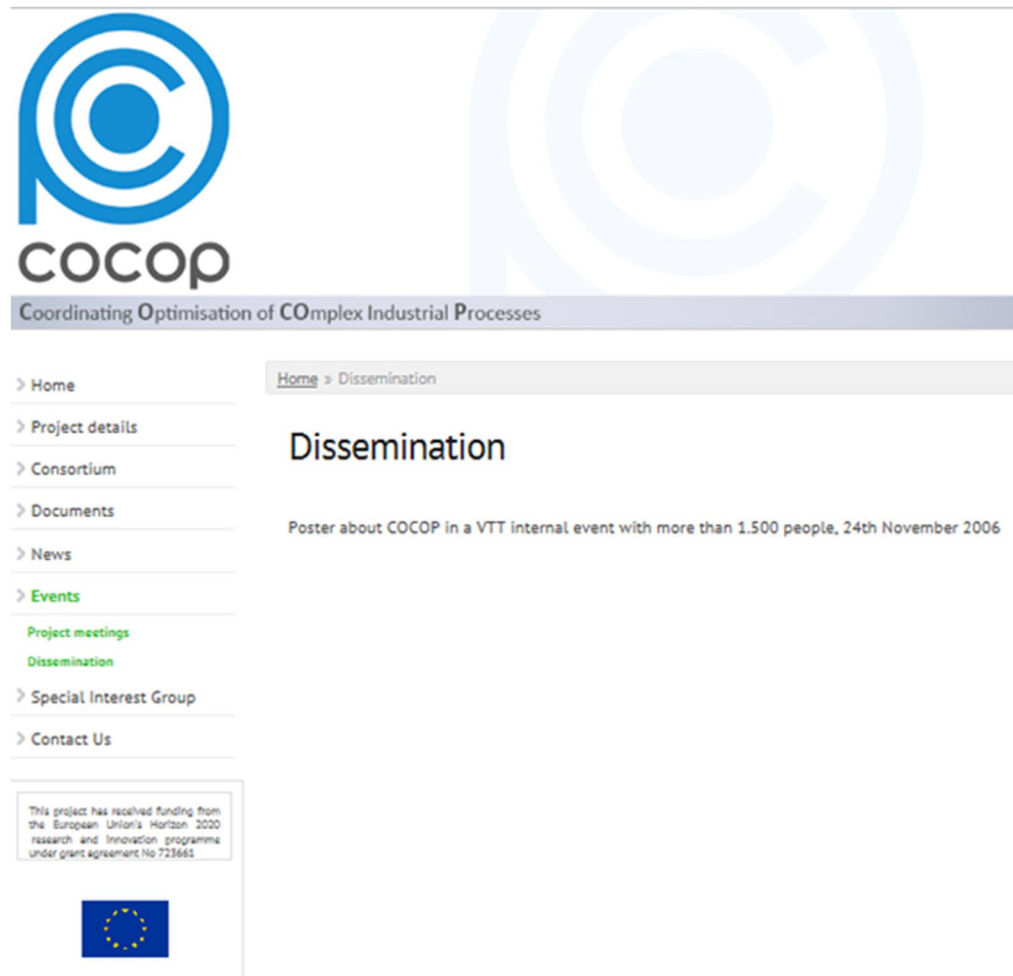 cocop
Coordinating Optimisation of COmplex Industrial Processes
Home
Project details
Consortium
Documents
News
Events
Project meetings
Dissemination
Special Interest Group
Contact Us
This project has received funding from
the European Union's Horizon 2020
research and innovation programme
under grant agreement No 723661
Home » Dissemination
Dissemination
Poster about COCOP in a VTT internal event with more than 1.500 people, 24th November 2006